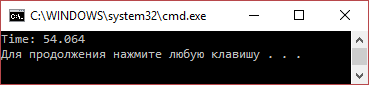 C:\WINDOWS\system32\cmd.exe
Time: 54.064
Для продолжения нажмите любую клавишу . . .